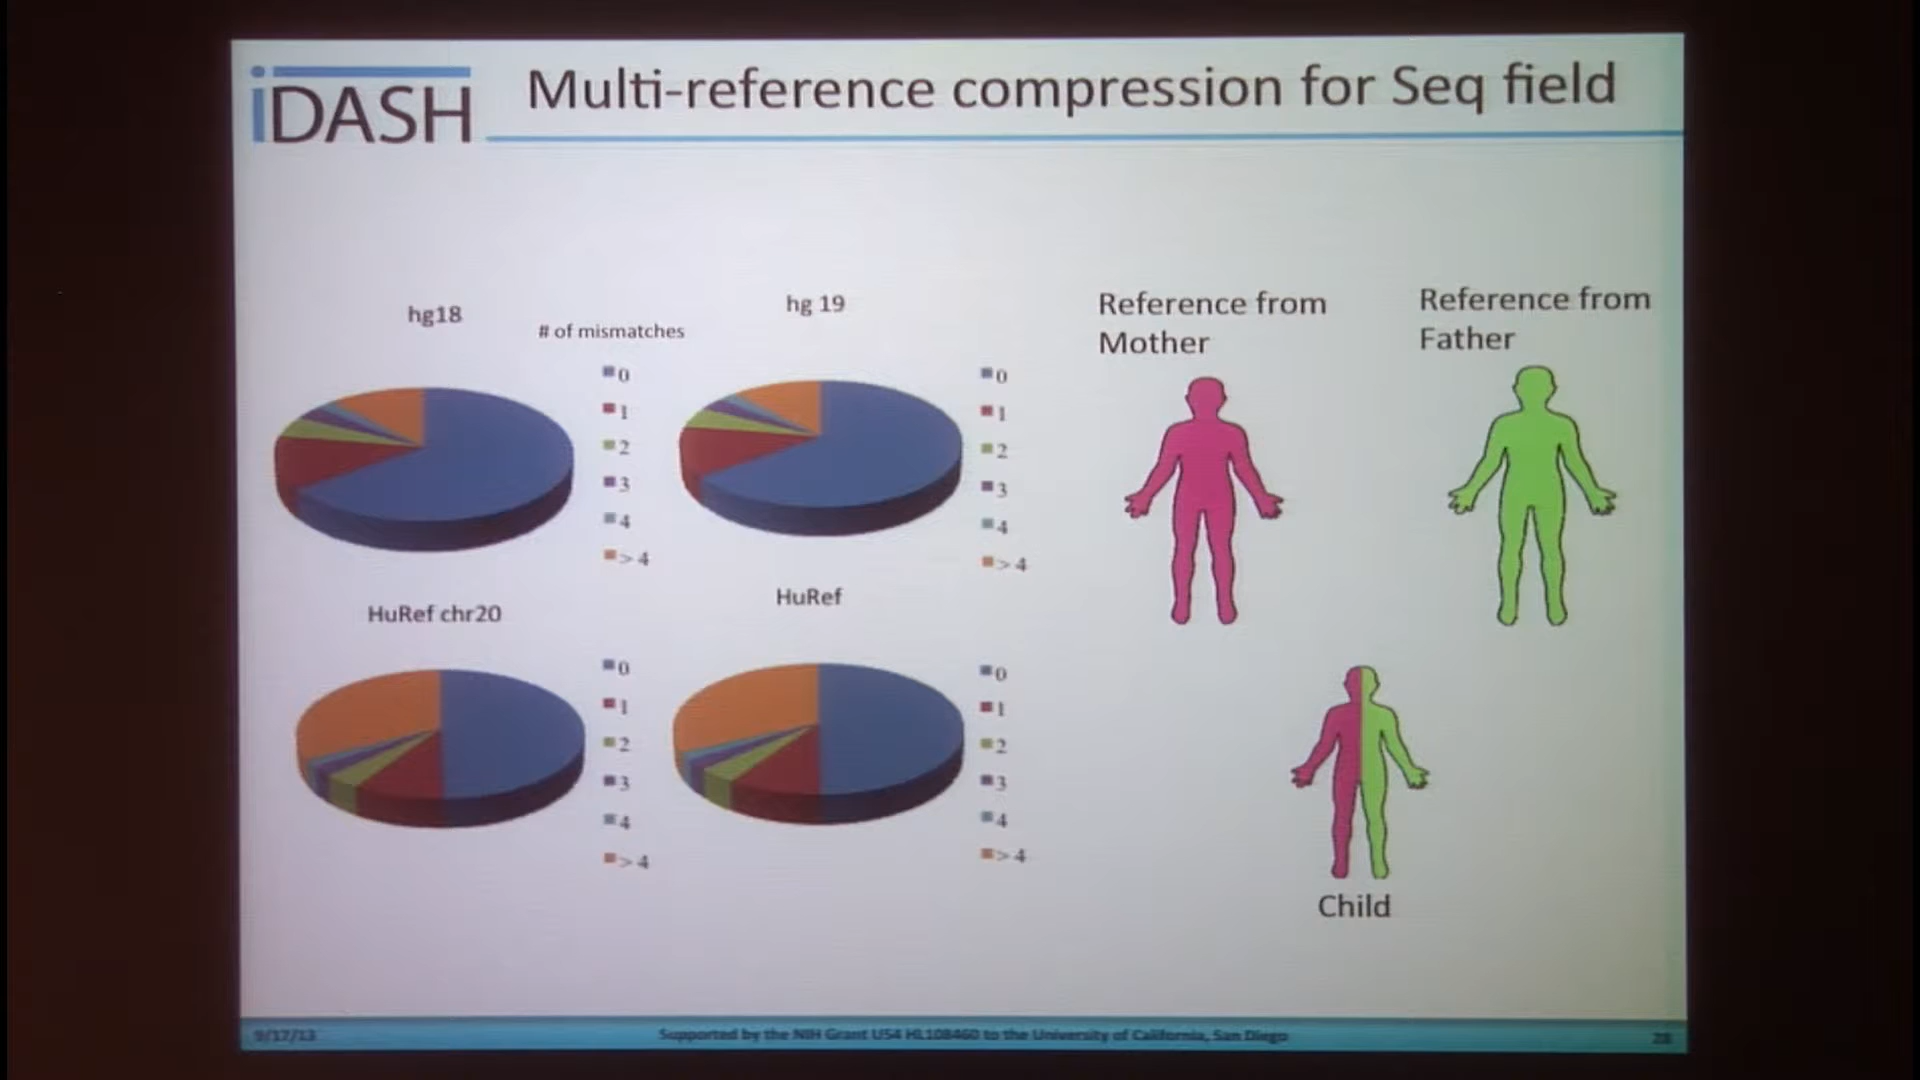 iDASH
Multi-reference compression for Seq field
hg18
# of mismatches
0
1
2
3
4
>4
hg 19
0
1
2
3
4
>4
Reference from
Mother
Reference from
Father
HuRef chr20
0
1
2
3
4
>4
HuRef
0
1
2
3
4
>4
Child
9/17/13
Supported by the NIH Grant U54 HL108460 to the University of California, San Diego
28